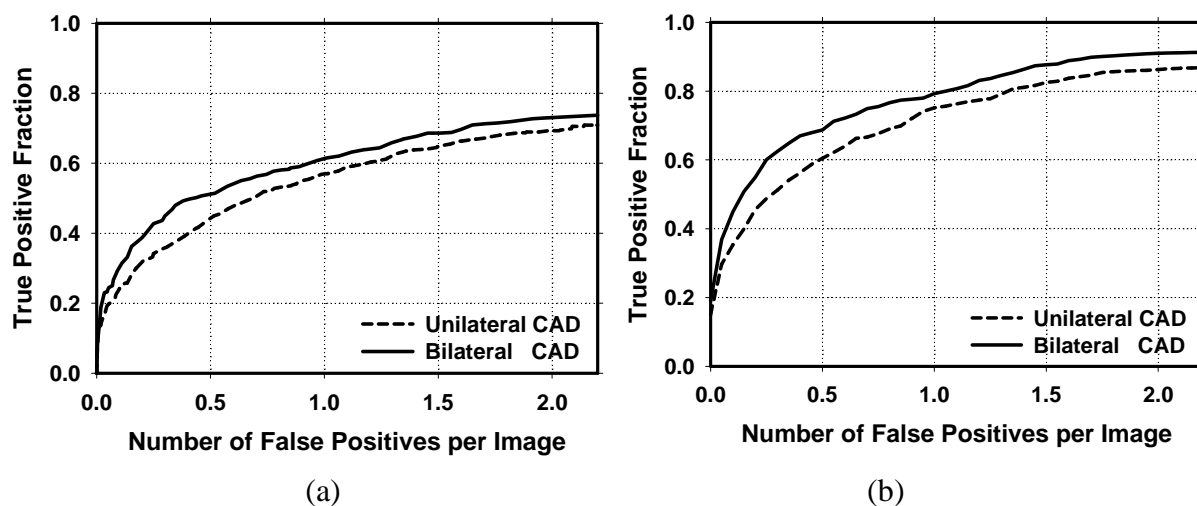 1.0
0.8
0.6
0.4
0.2
0.0
True Positive Fraction
0.0 0.5 1.0 1.5 2.0
Number of False Positives per Image
Unilateral CAD
Bilateral CAD
(a)
1.0
0.8
0.6
0.4
0.2
0.0
True Positive Fraction
0.0 0.5 1.0 1.5 2.0
Number of False Positives per Image
Unilateral CAD
Bilateral CAD
(b)